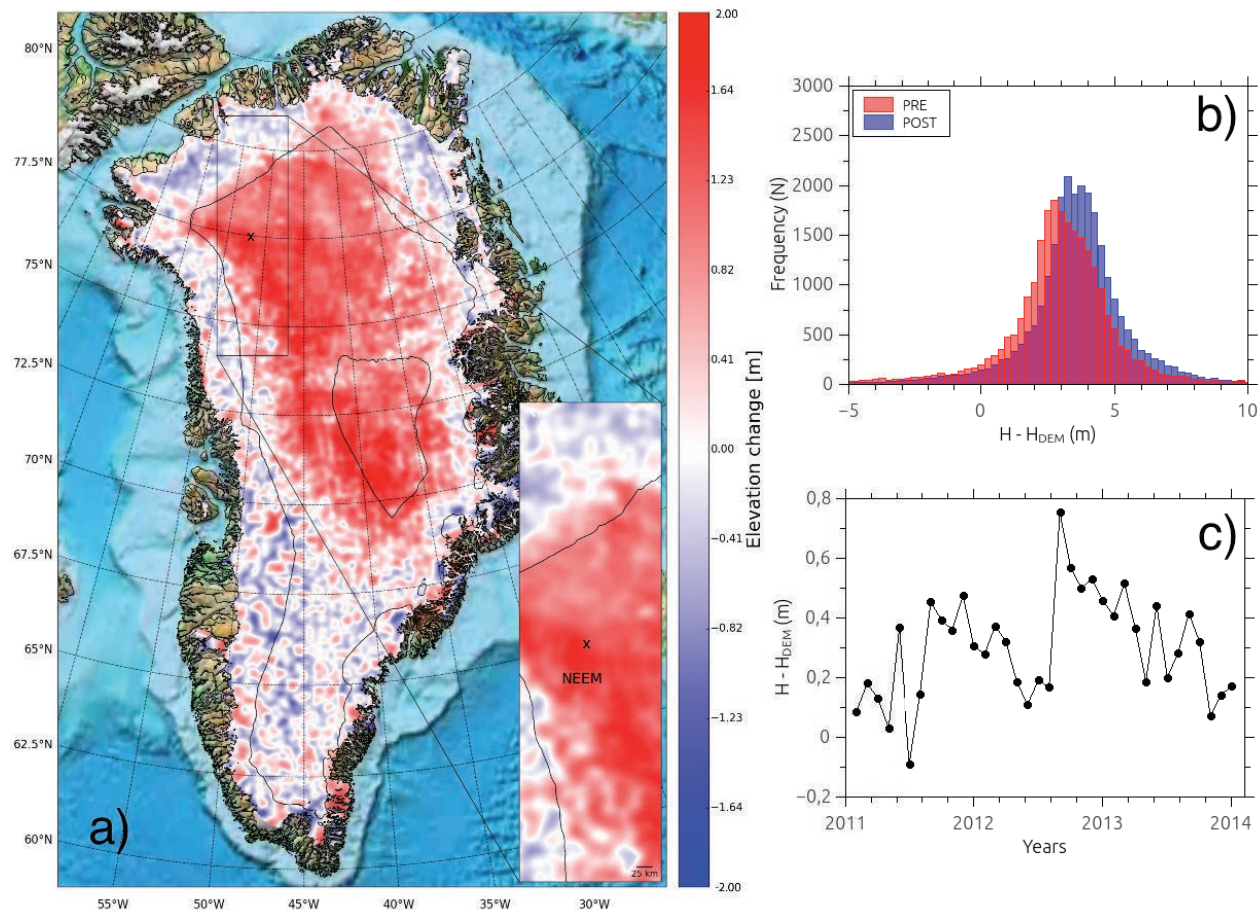 80°N
77.5°N
75°N
72.5°N
70°N
67.5°N
65°N
62.5°N
60°N
55°W
50°W
45°W
40°W
35°W
30°W
x
x
NEEM
25 km
a)
2.00
1.64
1.23
0.82
0.41
0.00
−0.41
−0.82
−1.23
−1.64
−2.00
Elevation change [m]
b)
PRE
POST
3000
2500
2000
1500
1000
500
0
Frequency (N)
−5
0
5
10
H - HDEM (m)
c)
0,8
0,6
0,4
0,2
0
−0,2
H - HDEM (m)
2011
2012
2013
2014
Years